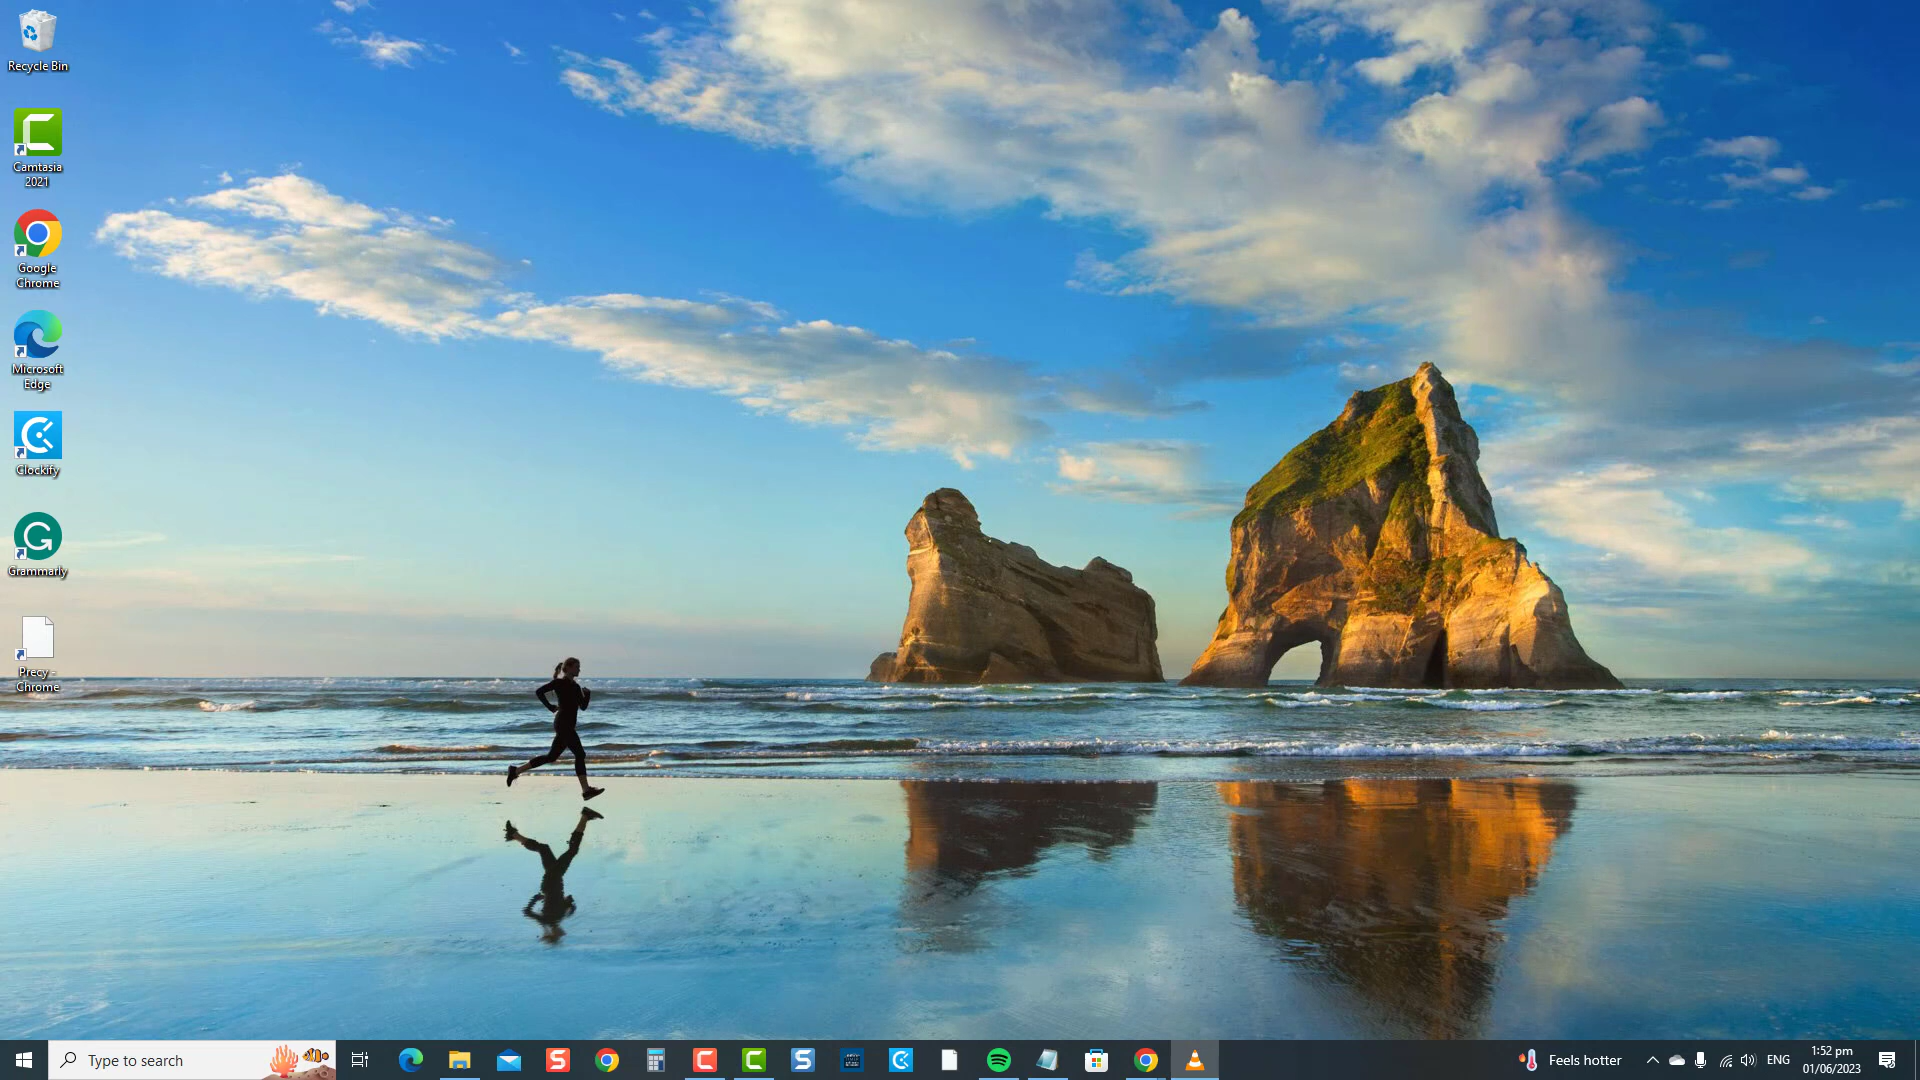 Recycle Bin
Camtasia
2021
Google
Chrome
Microsoft
Edge
Clockify
Grammarly
Precy -
Chrome
Type to search
Feels hotter
ENG
1:52 pm
01/06/2023